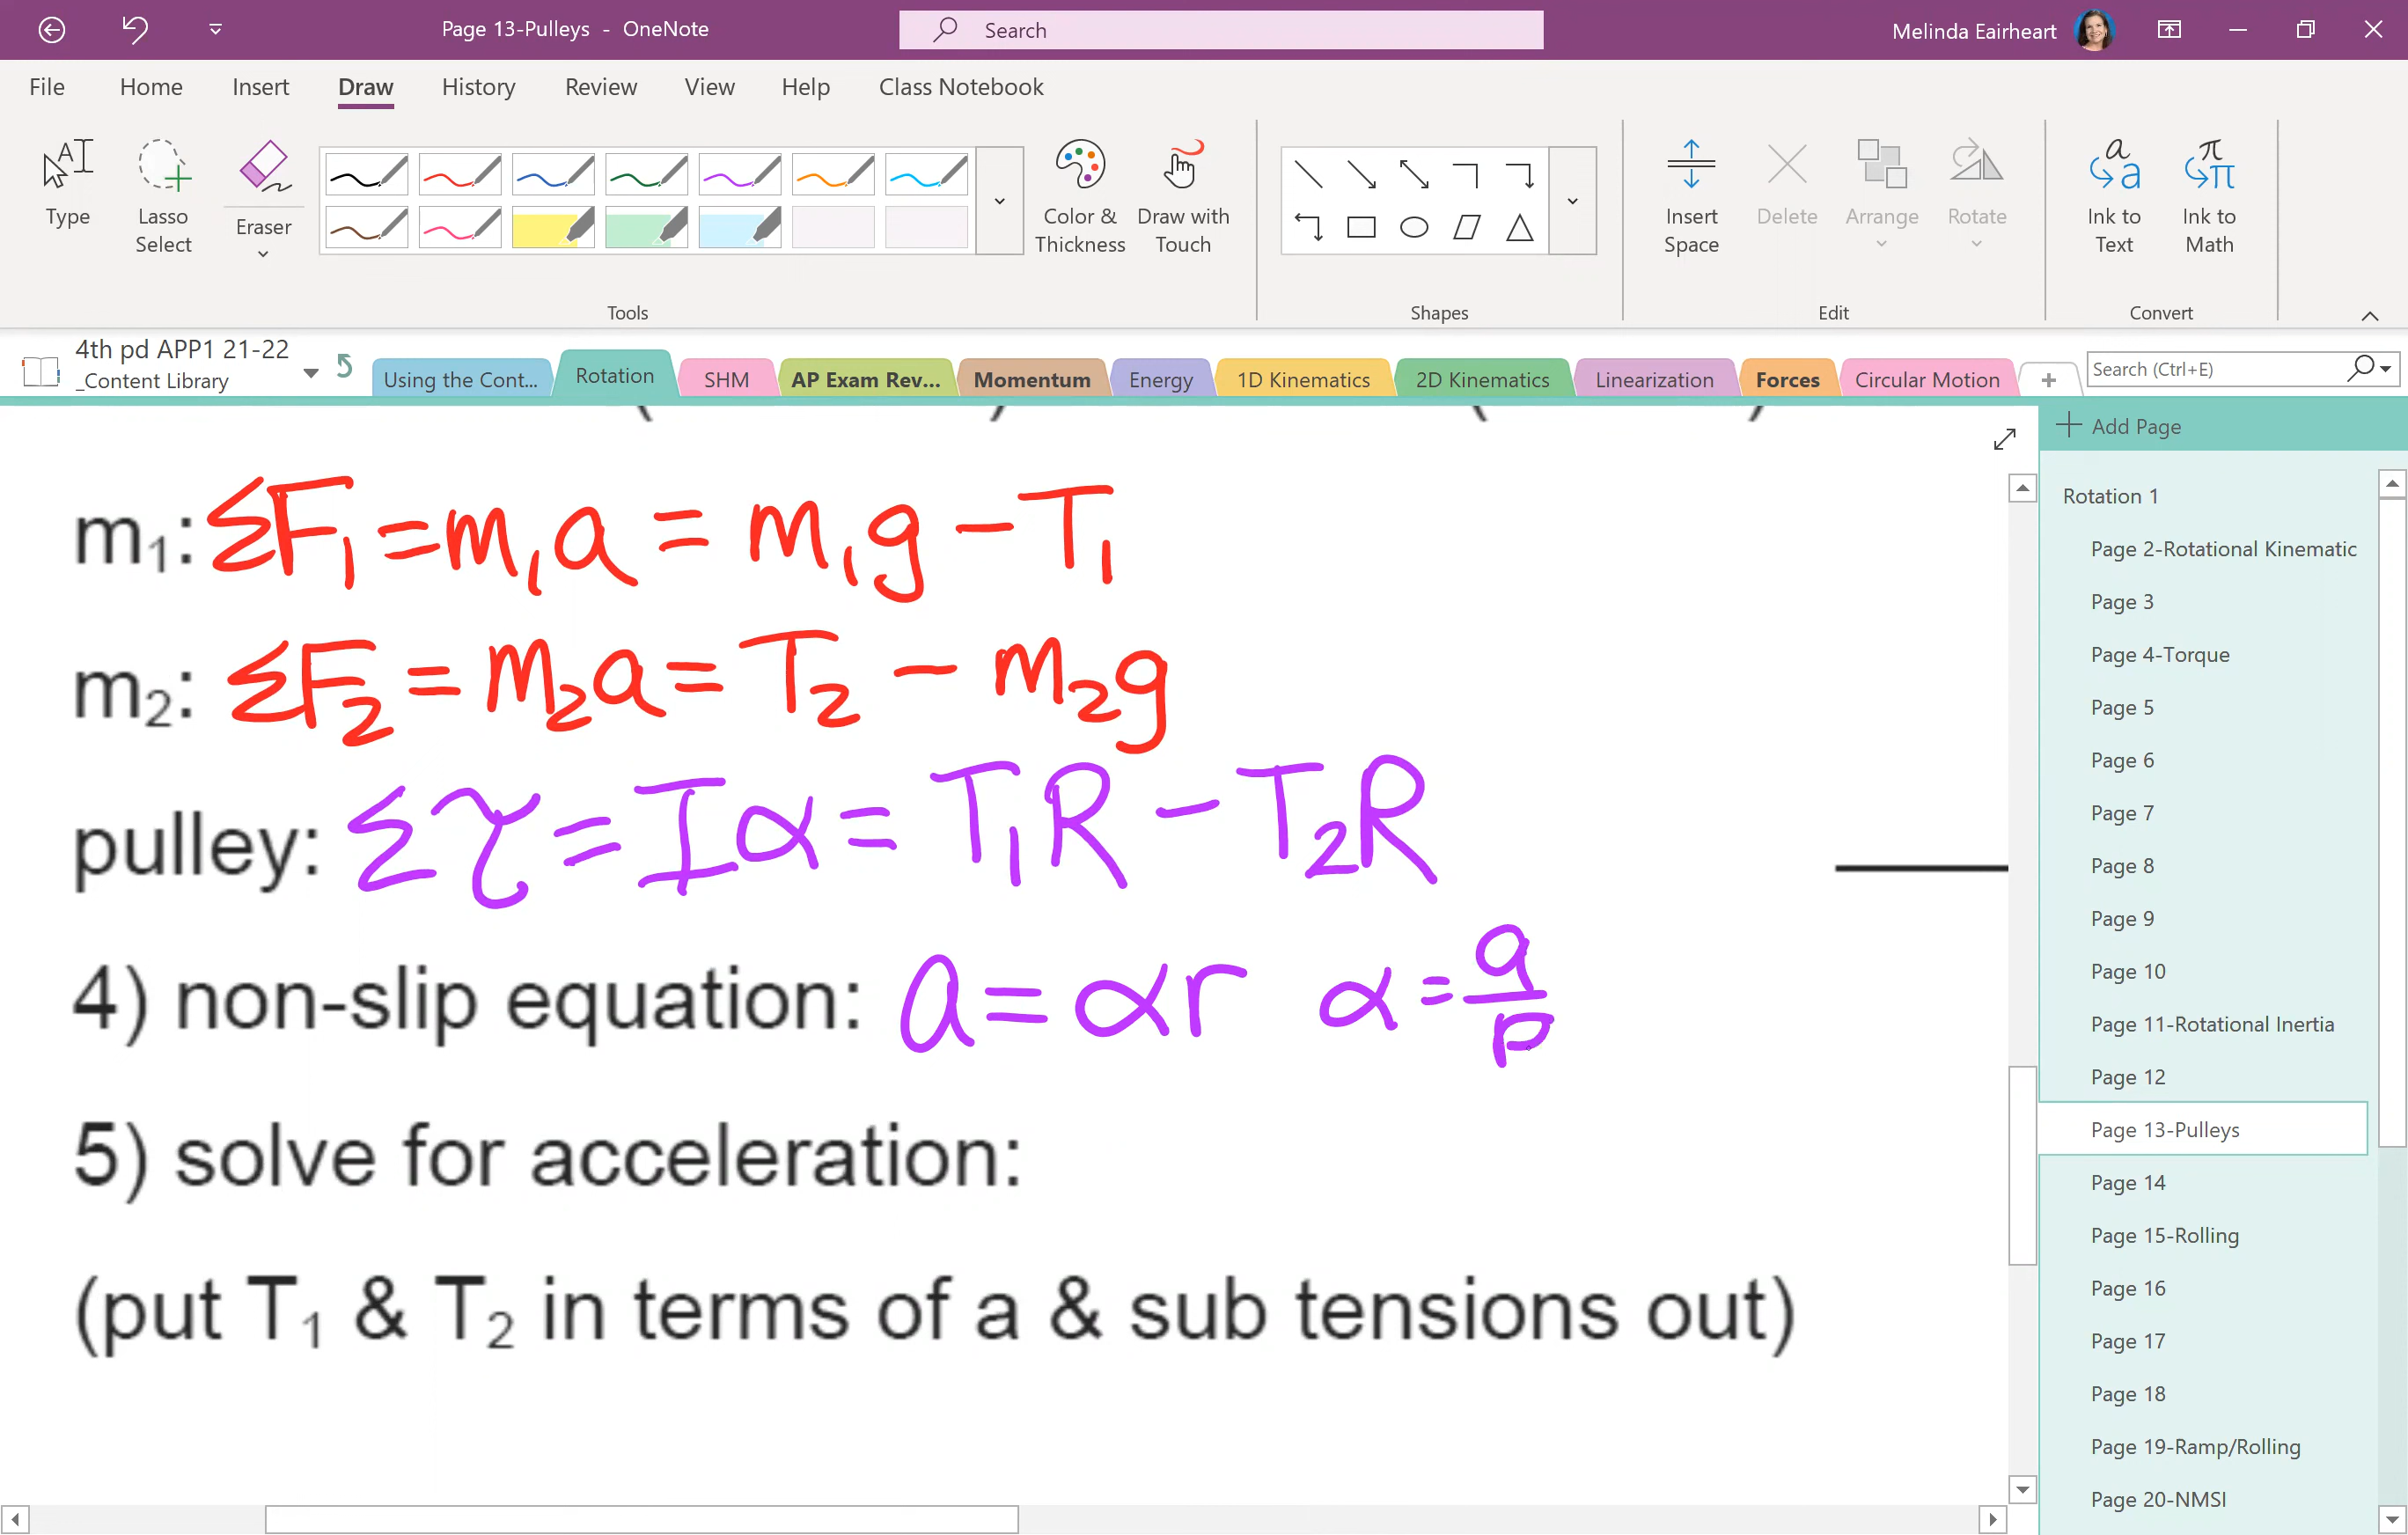 Page 13-Pulleys - OneNote
Search
Melinda Eairheart
File Home Insert Draw History Review View Help Class Notebook
Type
Lasso Select
Eraser
Color & Thickness
Draw with Touch
Insert Space
Delete
Arrange
Rotate
Ink to Text
Ink to Math
Tools
Shapes
Edit
Convert
4th pd APP1 21-22
_Content Library
Using the Cont... Rotation SHM AP Exam Rev... Momentum Energy 1D Kinematics 2D Kinematics Linearization Forces Circular Motion +
Search (Ctrl+E)
m₁: ΣF₁ = m₁a = m₁g - T₁
m₂: ΣF₂ = m₂a = T₂ - m₂g
pulley: Στ = Iα = T₁R - T₂R
4) non-slip equation: a = αr α = a/r
5) solve for acceleration:
(put T₁ & T₂ in terms of a & sub tensions out)
Add Page
Rotation 1
Page 2-Rotational Kinematic
Page 3
Page 4-Torque
Page 5
Page 6
Page 7
Page 8
Page 9
Page 10
Page 11-Rotational Inertia
Page 12
Page 13-Pulleys
Page 14
Page 15-Rolling
Page 16
Page 17
Page 18
Page 19-Ramp/Rolling
Page 20-NMSI